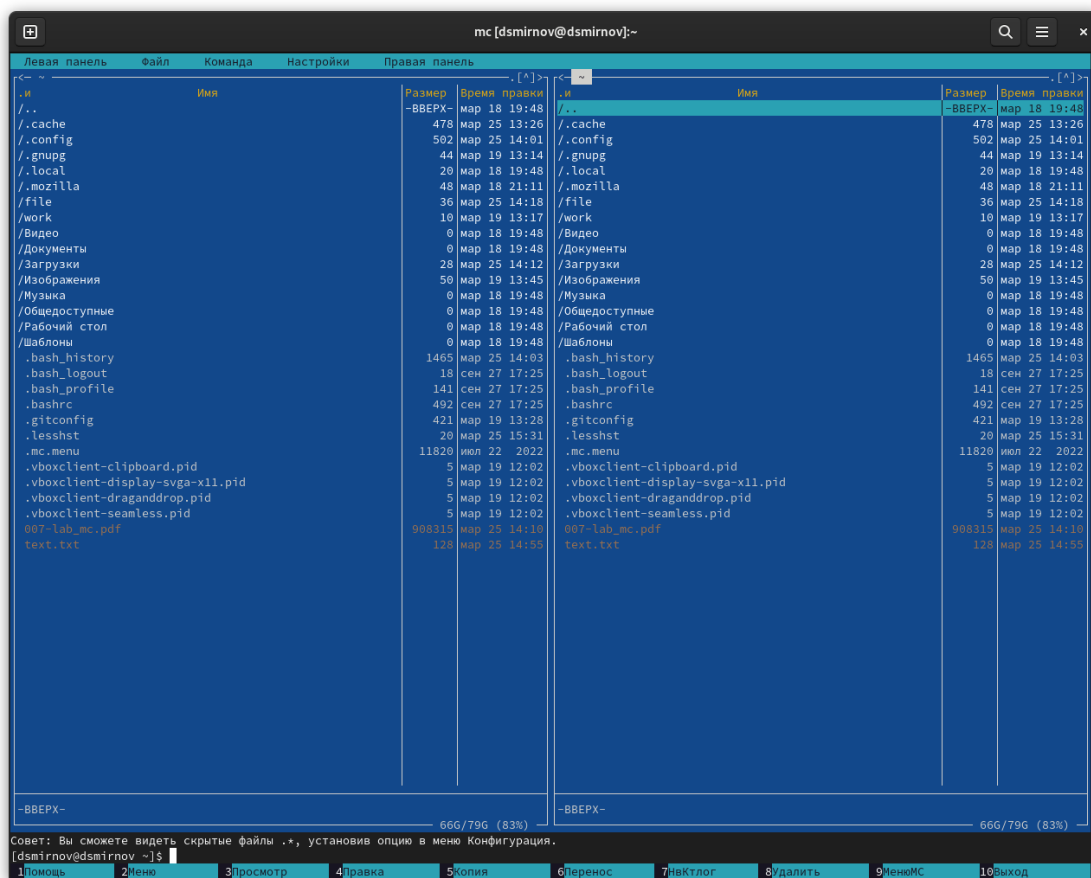 mc [dsmirnov@dsmirnov]:~
Левая панель Файл Команда Настройки Правая панель
<— ~ .[^]> <— ~ .[^]>
.и Имя Размер Время правки .и Имя Размер Время правки
/.. -ВВЕРХ- мар 18 19:48 /.. -ВВЕРХ- мар 18 19:48
/.cache 478 мар 25 13:26 /.cache 478 мар 25 13:26
/.config 502 мар 25 14:01 /.config 502 мар 25 14:01
/.gnupg 44 мар 19 13:14 /.gnupg 44 мар 19 13:14
/.local 20 мар 18 19:48 /.local 20 мар 18 19:48
/.mozilla 48 мар 18 21:11 /.mozilla 48 мар 18 21:11
/file 36 мар 25 14:18 /file 36 мар 25 14:18
/work 10 мар 19 13:17 /work 10 мар 19 13:17
/Видео 0 мар 18 19:48 /Видео 0 мар 18 19:48
/Документы 0 мар 18 19:48 /Документы 0 мар 18 19:48
/Загрузки 28 мар 25 14:12 /Загрузки 28 мар 25 14:12
/Изображения 50 мар 19 13:45 /Изображения 50 мар 19 13:45
/Музыка 0 мар 18 19:48 /Музыка 0 мар 18 19:48
/Общедоступные 0 мар 18 19:48 /Общедоступные 0 мар 18 19:48
/Рабочий стол 0 мар 18 19:48 /Рабочий стол 0 мар 18 19:48
/Шаблоны 0 мар 18 19:48 /Шаблоны 0 мар 18 19:48
.bash_history 1465 мар 25 14:03 .bash_history 1465 мар 25 14:03
.bash_logout 18 сен 27 17:25 .bash_logout 18 сен 27 17:25
.bash_profile 141 сен 27 17:25 .bash_profile 141 сен 27 17:25
.bashrc 492 сен 27 17:25 .bashrc 492 сен 27 17:25
.gitconfig 421 мар 19 13:28 .gitconfig 421 мар 19 13:28
.lesshst 20 мар 25 15:31 .lesshst 20 мар 25 15:31
.mc.menu 11820 июл 22 2022 .mc.menu 11820 июл 22 2022
.vboxclient-clipboard.pid 5 мар 19 12:02 .vboxclient-clipboard.pid 5 мар 19 12:02
.vboxclient-display-svga-x11.pid 5 мар 19 12:02 .vboxclient-display-svga-x11.pid 5 мар 19 12:02
.vboxclient-draganddrop.pid 5 мар 19 12:02 .vboxclient-draganddrop.pid 5 мар 19 12:02
.vboxclient-seamless.pid 5 мар 19 12:02 .vboxclient-seamless.pid 5 мар 19 12:02
007-lab_mc.pdf 908315 мар 25 14:10 007-lab_mc.pdf 908315 мар 25 14:10
text.txt 128 мар 25 14:55 text.txt 128 мар 25 14:55
-ВВЕРХ- -ВВЕРХ-
66G/79G (83%) 66G/79G (83%)
Совет: Вы сможете видеть скрытые файлы .*, установив опцию в меню Конфигурация.
[dsmirnov@dsmirnov ~]$
1Помощь 2Меню 3Просмотр 4Правка 5Копия 6Перенос 7НвКтлог 8Удалить 9МенюMC 10Выход